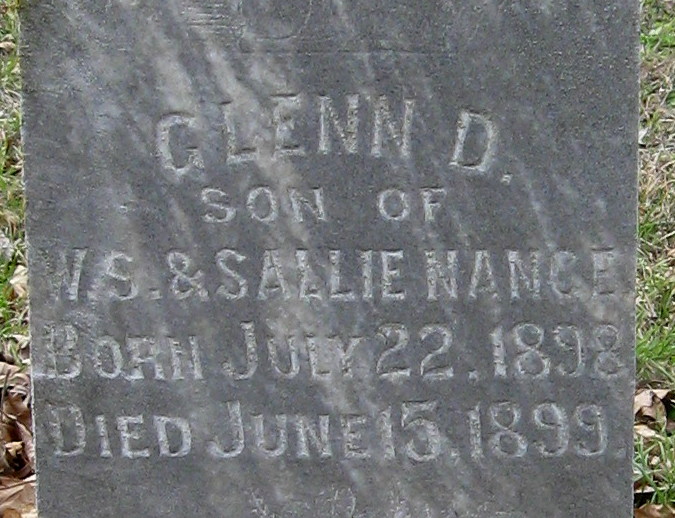 GLENN D.
SON OF
W.S. & SALLIE NANCE
BORN JULY 22. 1898
DIED JUNE 15. 1899.